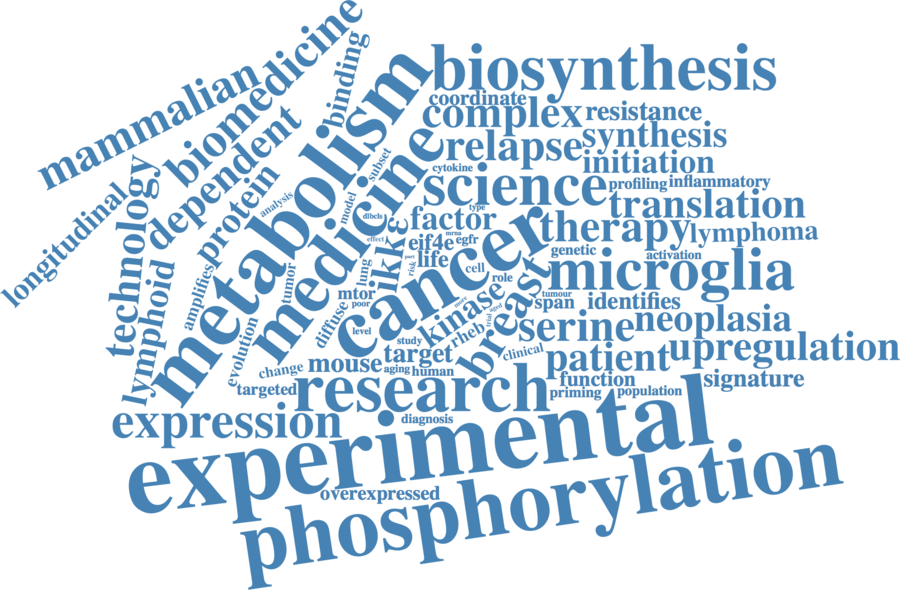 mammalian
biomedicine
binding
longitudinal
technology
dependent
protein
metabolism
biosynthesis
coordinate
complex
resistance
relapse
synthesis
initiation
medicine
subset
cytokine
science
profiling
inflammatory
analysis
model
dlbcls
type
translation
factor
therapy
lymphoma
effect
ikkε
eif4e
mrna
egfr
genetic
activation
lymphoid
amplifies
tumor
lung
risk
life
cell
role
cancer
microglia
mtor
poor
kinase
breast
tumour
span
identifies
aged
trial
evolution
diffuse
level
study
rheb
serine
neoplasia
change
mouse
target
clinical
patient
upregulation
aging
human
targeted
research
function
priming
population
signature
expression
diagnosis
experimental
overexpressed
phosphorylation